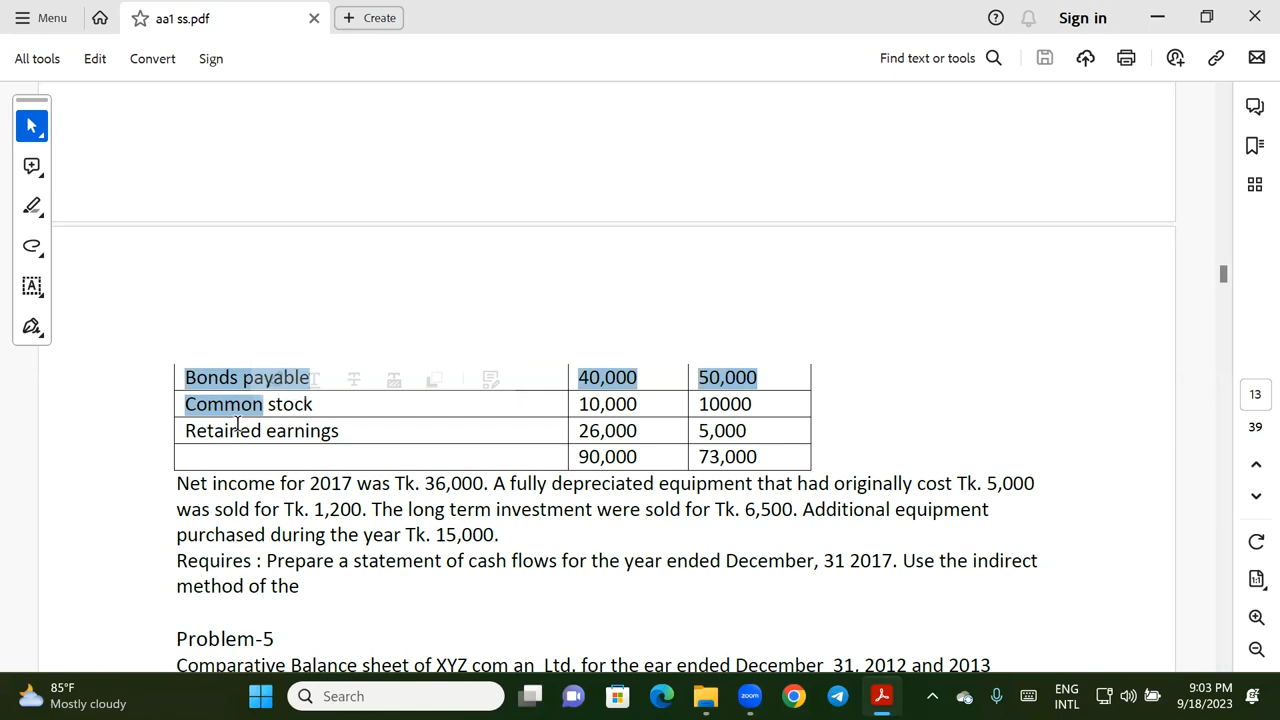 Menu
aa1 ss.pdf
Create
Sign in
All tools
Edit
Convert
Sign
Find text or tools
Bonds payable 40,000 50,000
Common stock 10,000 10000
Retained earnings 26,000 5,000
90,000 73,000
Net income for 2017 was Tk. 36,000. A fully depreciated equipment that had originally cost Tk. 5,000
was sold for Tk. 1,200. The long term investment were sold for Tk. 6,500. Additional equipment
purchased during the year Tk. 15,000.
Requires : Prepare a statement of cash flows for the year ended December, 31 2017. Use the indirect
method of the
Problem-5
Comparative Balance sheet of XYZ com an Ltd. for the ear ended December 31, 2012 and 2013
13
39
1:1
85°F
Mostly cloudy
Search
zoom
ENG
INTL
9:03 PM
9/18/2023